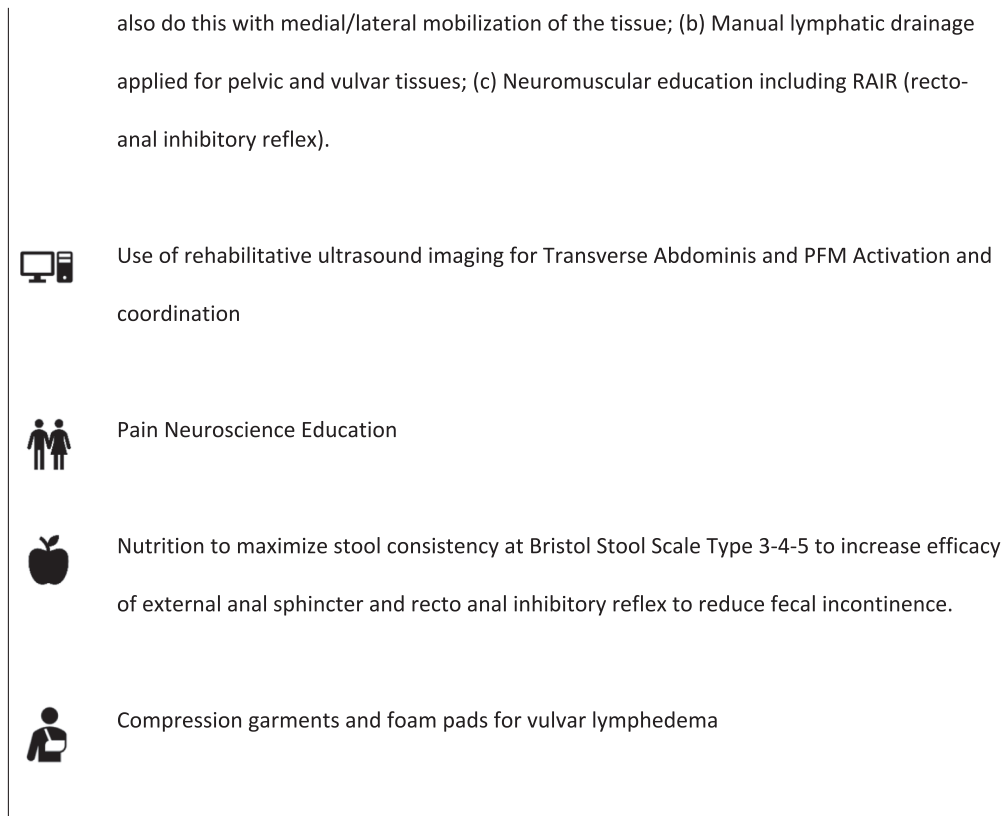 also do this with medial/lateral mobilization of the tissue; (b) Manual lymphatic drainage
applied for pelvic and vulvar tissues; (c) Neuromuscular education including RAIR (recto-
anal inhibitory reflex).
Use of rehabilitative ultrasound imaging for Transverse Abdominis and PFM Activation and
coordination
Pain Neuroscience Education
Nutrition to maximize stool consistency at Bristol Stool Scale Type 3-4-5 to increase efficacy
of external anal sphincter and recto anal inhibitory reflex to reduce fecal incontinence.
Compression garments and foam pads for vulvar lymphedema